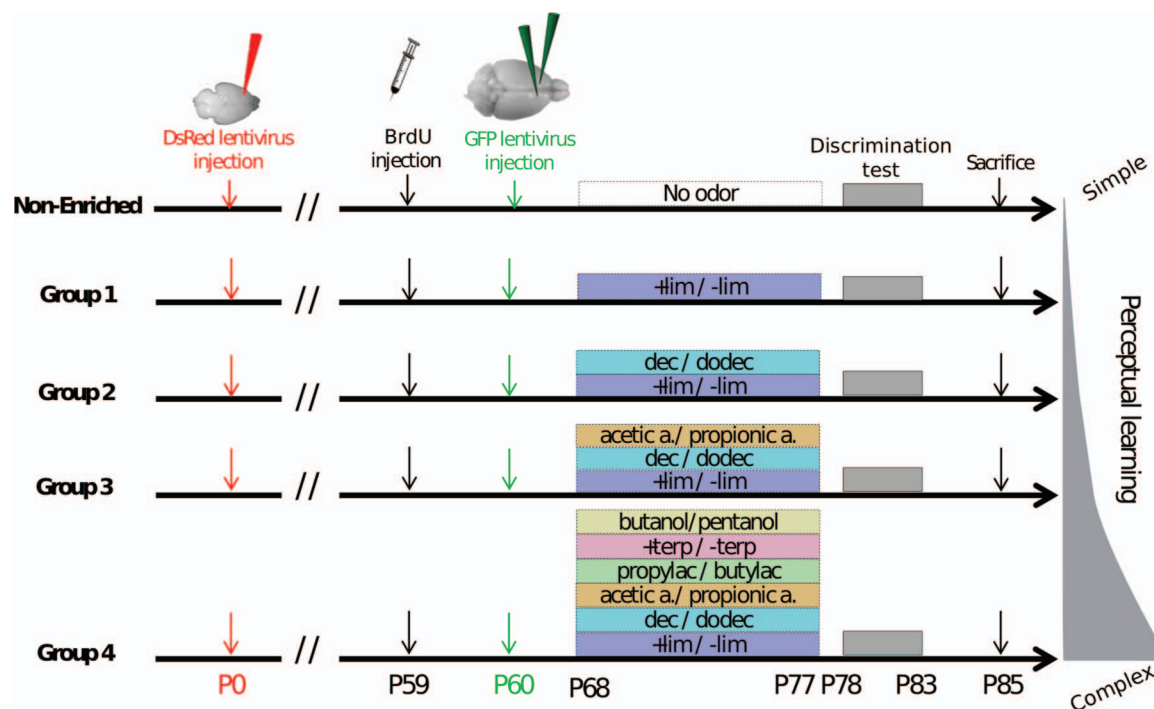 DsRed lentivirus
injection
BrdU
injection
GFP lentivirus
injection
Discrimination
test
Sacrifice
Simple
Non-Enriched
//
No odor
Group 1
//
+lim / -lim
Perceptual learning
Group 2
//
dec / dodec
+lim / -lim
Group 3
//
acetic a./ propionic a.
dec / dodec
+lim / -lim
butanol/pentanol
+terp / -terp
propylac / butylac
acetic a./ propionic a.
dec / dodec
Group 4
//
+lim / -lim
P0
P59
P60
P68
P77
P78
P83
P85
Complex